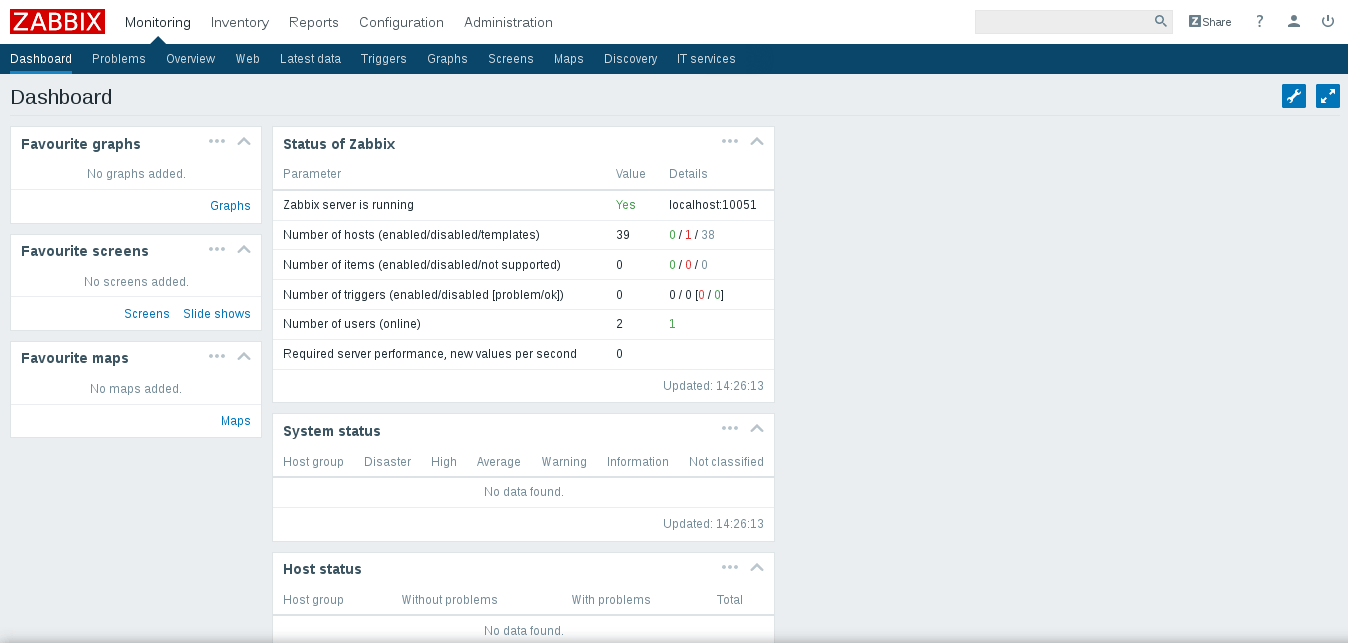 ZABBIX Monitoring Inventory Reports Configuration Administration Z Share ?
Dashboard Problems Overview Web Latest data Triggers Graphs Screens Maps Discovery IT services
Dashboard
Favourite graphs
No graphs added.
Graphs
Favourite screens
No screens added.
Screens Slide shows
Favourite maps
No maps added.
Maps
Status of Zabbix
Parameter Value Details
Zabbix server is running Yes localhost:10051
Number of hosts (enabled/disabled/templates) 39 0 / 1 / 38
Number of items (enabled/disabled/not supported) 0 0 / 0 / 0
Number of triggers (enabled/disabled [problem/ok]) 0 0 / 0 [0 / 0]
Number of users (online) 2 1
Required server performance, new values per second 0
Updated: 14:26:13
System status
Host group Disaster High Average Warning Information Not classified
No data found.
Updated: 14:26:13
Host status
Host group Without problems With problems Total
No data found.